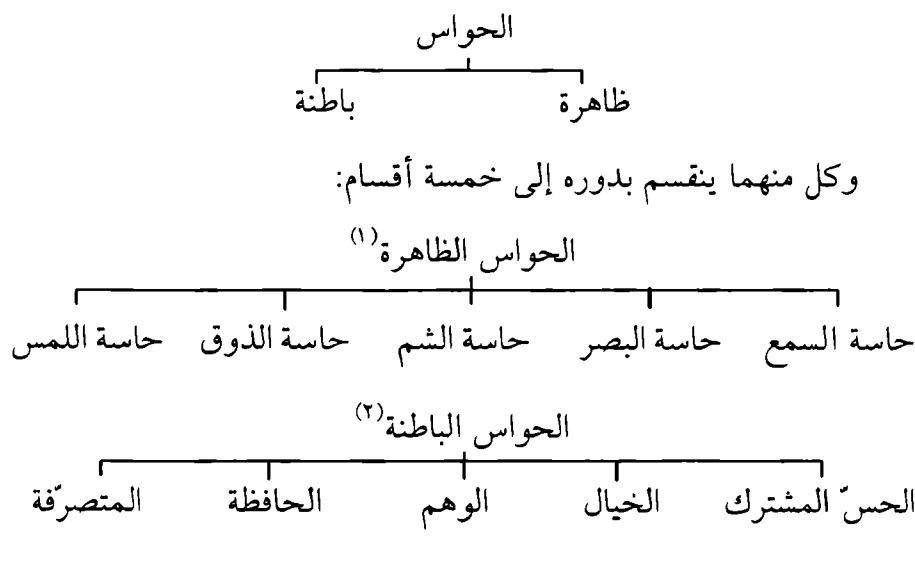 الحواس
ظاهرة باطنة
وكل منهما ينقسم بدوره إلى خمسة أقسام:
الحواس الظاهرة(١)
حاسة السمع حاسة البصر حاسة الشم حاسة الذوق حاسة اللمس
الحواس الباطنة(٢)
الحسّ المشترك الخيال الوهم الحافظة المتصرّفة